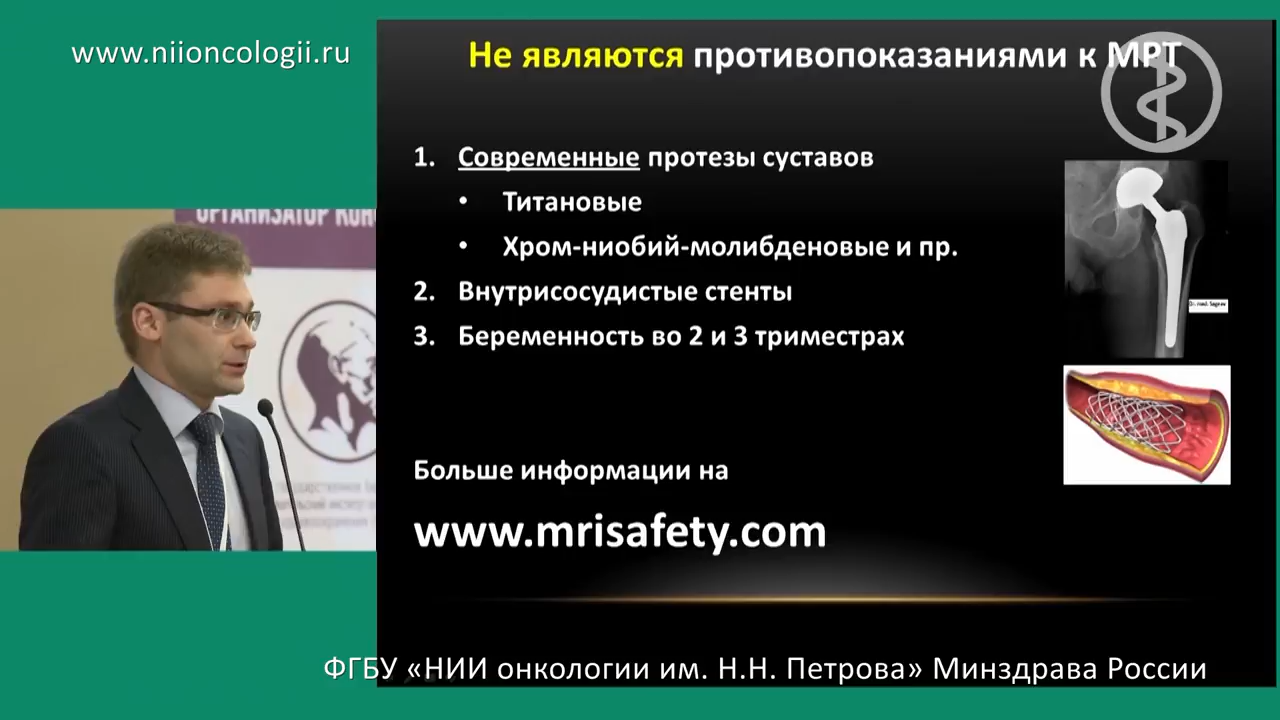 www.niioncologii.ru
Не являются противопоказаниями к МРТ
1. Современные протезы суставов
• Титановые
• Хром-ниобий-молибденовые и пр.
2. Внутрисосудистые стенты
3. Беременность во 2 и 3 триместрах
Больше информации на
www.mrisafety.com
ОРГАНИЗАТОР
ФГБУ «НИИ онкологии им. Н.Н. Петрова» Минздрава России